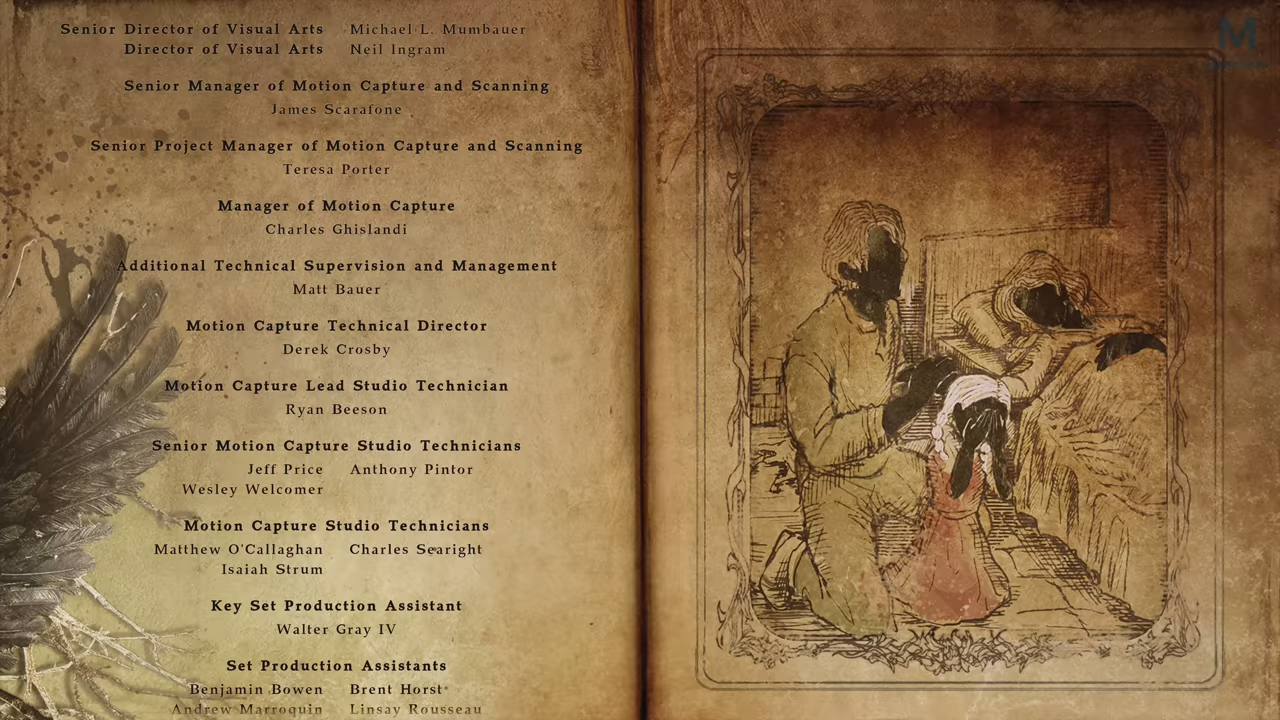 Senior Director of Visual Arts Michael L. Mumbauer
Director of Visual Arts Neil Ingram
Senior Manager of Motion Capture and Scanning
James Scarafone
Senior Project Manager of Motion Capture and Scanning
Teresa Porter
Manager of Motion Capture
Charles Ghislandi
Additional Technical Supervision and Management
Matt Bauer
Motion Capture Technical Director
Derek Crosby
Motion Capture Lead Studio Technician
Ryan Beeson
Senior Motion Capture Studio Technicians
Jeff Price Anthony Pintor
Wesley Welcomer
Motion Capture Studio Technicians
Matthew O'Callaghan Charles Searight
Isaiah Strum
Key Set Production Assistant
Walter Gray IV
Set Production Assistants
Benjamin Bowen Brent Horst
Andrew Marroquin Linsay Rousseau
M